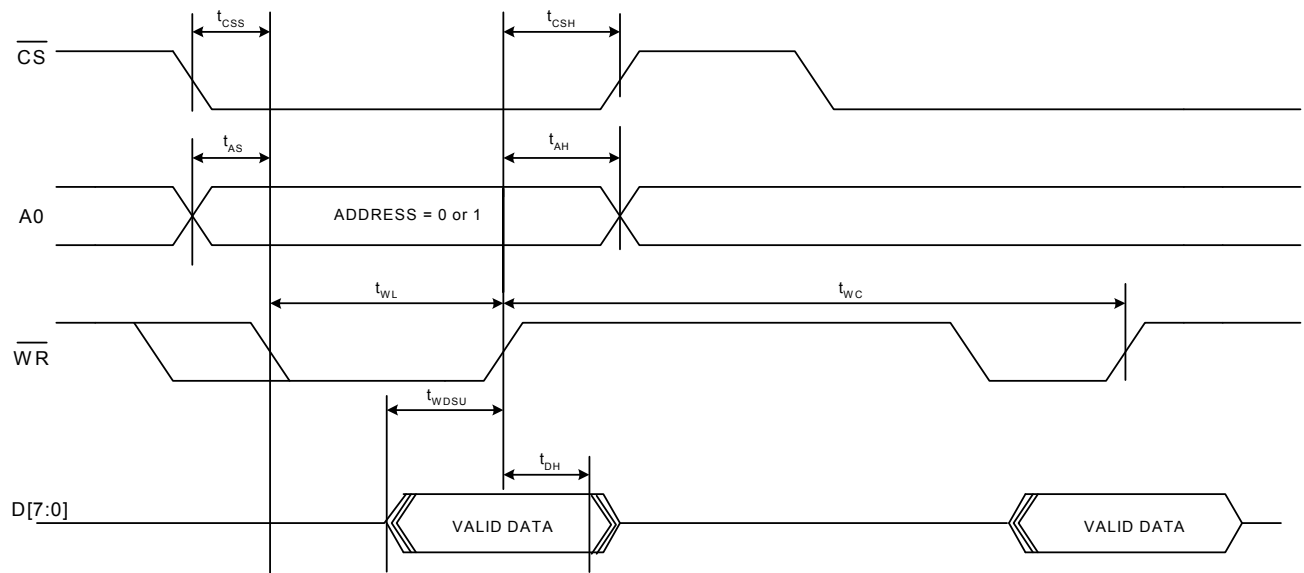 tCSS
tCSH
CS
tAS
tAH
A0
ADDRESS = 0 or 1
tWL
tWC
WR
tWDSU
tDH
D[7:0]
VALID DATA
VALID DATA